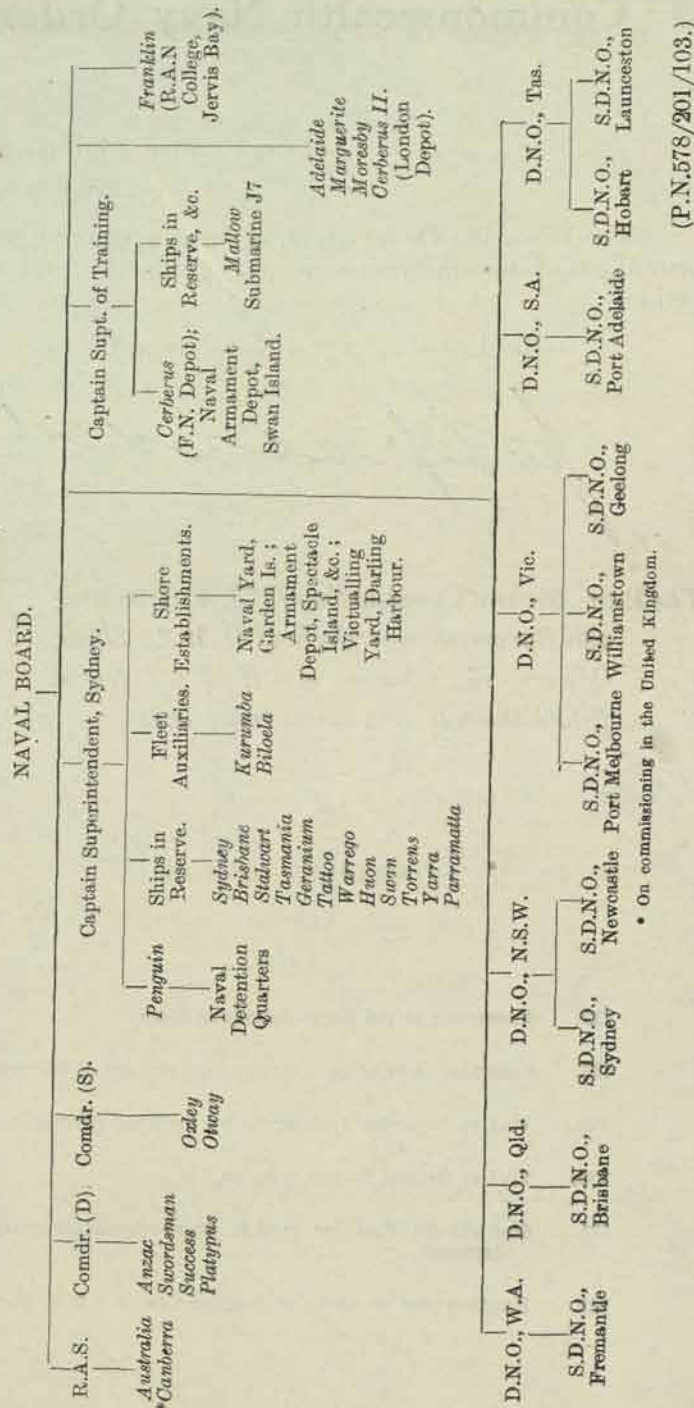 NAVAL BOARD.
R.A.S.
Australia
*Canberra
Comdr. (D)
Anzac
Swordsman
Success
Platypus
Comdr. (S).
Oxley
Otway
Captain Superintendent, Sydney.
Penguin
Naval
Detention
Quarters
Ships in
Reserve.
Sydney
Brisbane
Stalwart
Tasmania
Geranium
Tattoo
Warrego
Huon
Swan
Torrens
Yarra
Parramatta
Fleet
Auxiliaries.
Kurumba
Biloela
Shore
Establishments.
Naval Yard,
Garden Is. ;
Armament
Depot, Spectacle
Island, &c. ;
Victualling
Yard, Darling
Harbour.
Captain Supt. of Training.
Cerberus
(F.N. Depot);
Naval
Armament
Depot,
Swan Island.
Ships in
Reserve, &c.
Mallow
Submarine J7
Adelaide
Marguerite
Moresby
Cerberus II.
(London
Depot).
Franklin
(R.A.N
College,
Jervis Bay).
D.N.O., W.A.
S.D.N.O.,
Fremantle
D.N.O., Qld.
S.D.N.O.,
Brisbane
D.N.O., N.S.W.
S.D.N.O.,
Sydney
S.D.N.O.,
Newcastle
D.N.O., Vic.
S.D.N.O.,
Port Melbourne
S.D.N.O.,
Williamstown
S.D.N.O.,
Geelong
D.N.O., S.A.
S.D.N.O.,
Port Adelaide
D.N.O., Tas.
S.D.N.O.,
Hobart
S.D.N.O.,
Launceston
* On commissioning in the United Kingdom.
(P.N.578/201/103.)